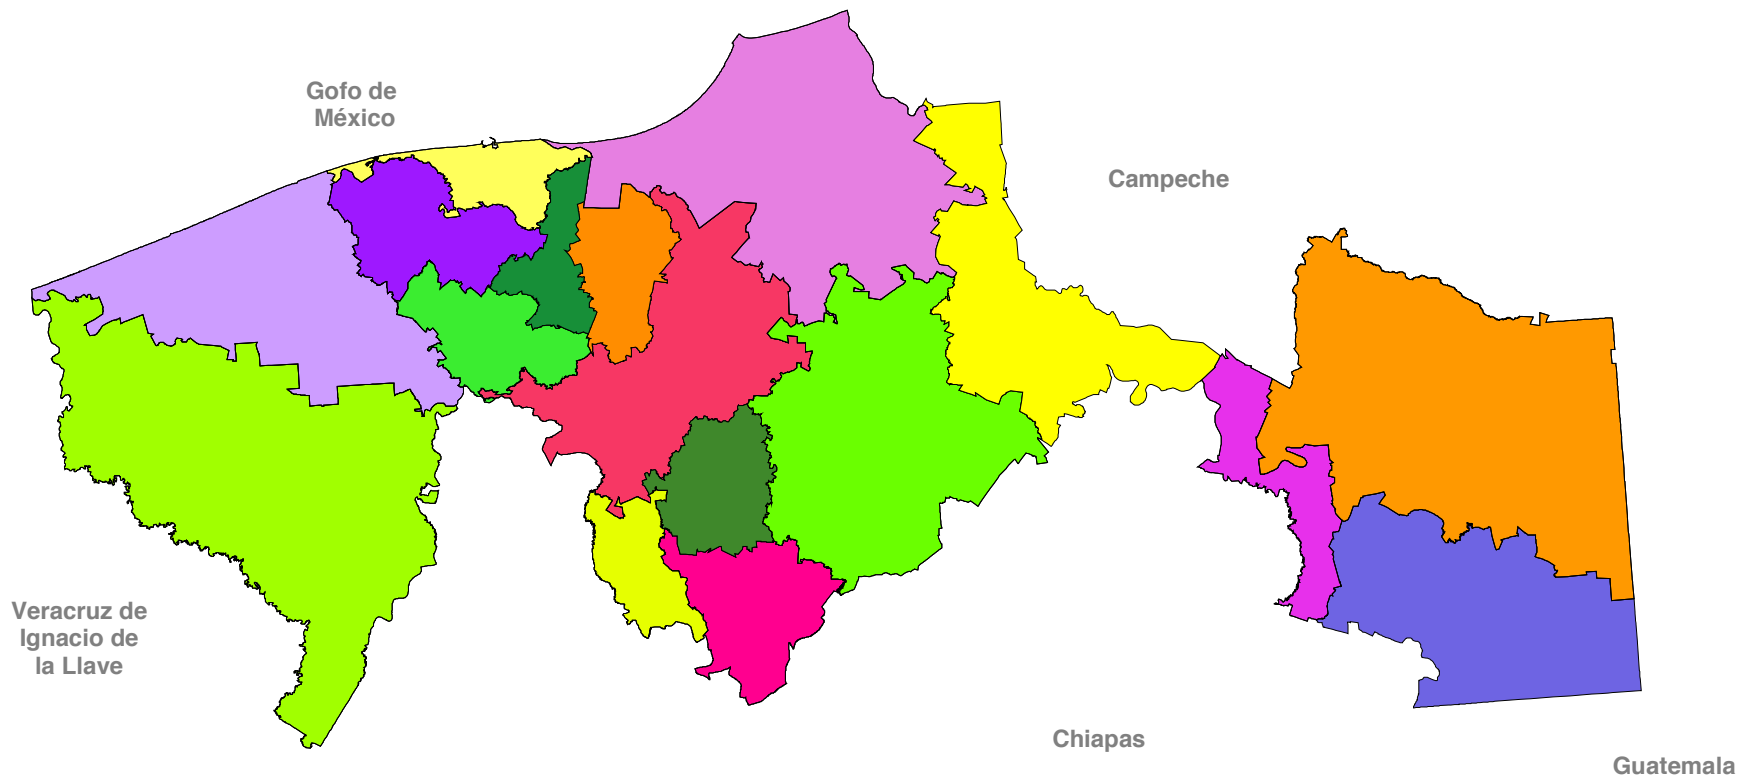 Gofo de
México
Campeche
Veracruz de
Ignacio de
la Llave
Chiapas
Guatemala